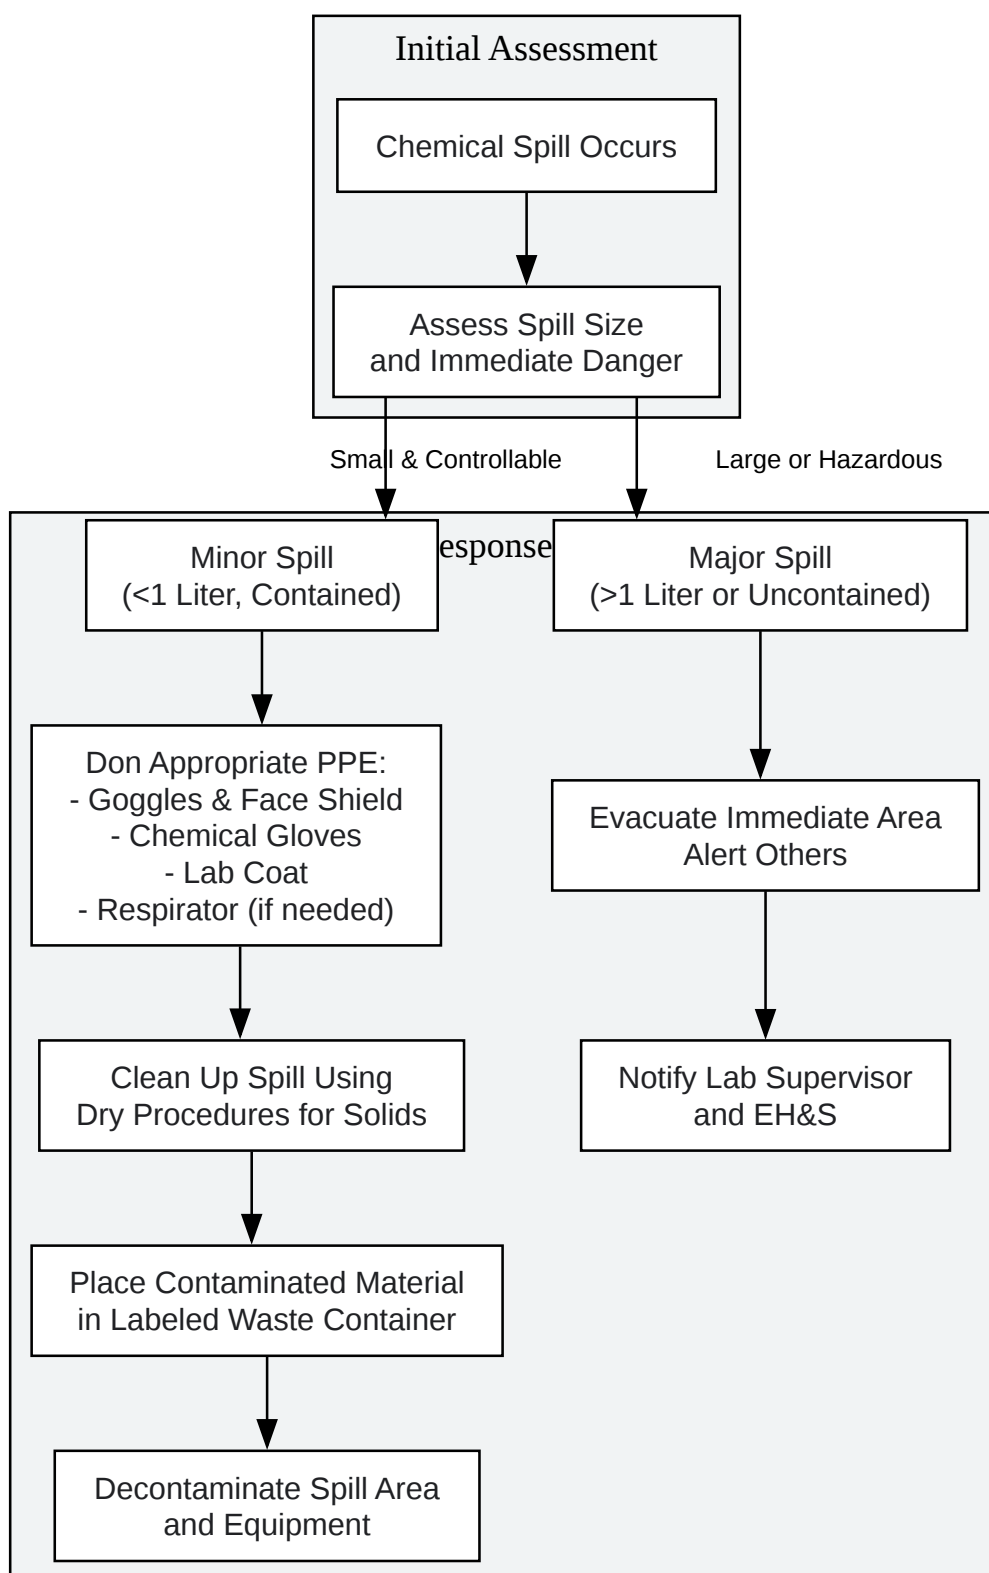 Initial Assessment
Chemical Spill Occurs
Assess Spill Size
and Immediate Danger
Small & Controllable
Large or Hazardous
esponse
Minor Spill
(<1 Liter, Contained)
Major Spill
(>1 Liter or Uncontained)
Don Appropriate PPE:
- Goggles & Face Shield
- Chemical Gloves
- Lab Coat
- Respirator (if needed)
Evacuate Immediate Area
Alert Others
Clean Up Spill Using
Dry Procedures for Solids
Notify Lab Supervisor
and EH&S
Place Contaminated Material
in Labeled Waste Container
Decontaminate Spill Area
and Equipment